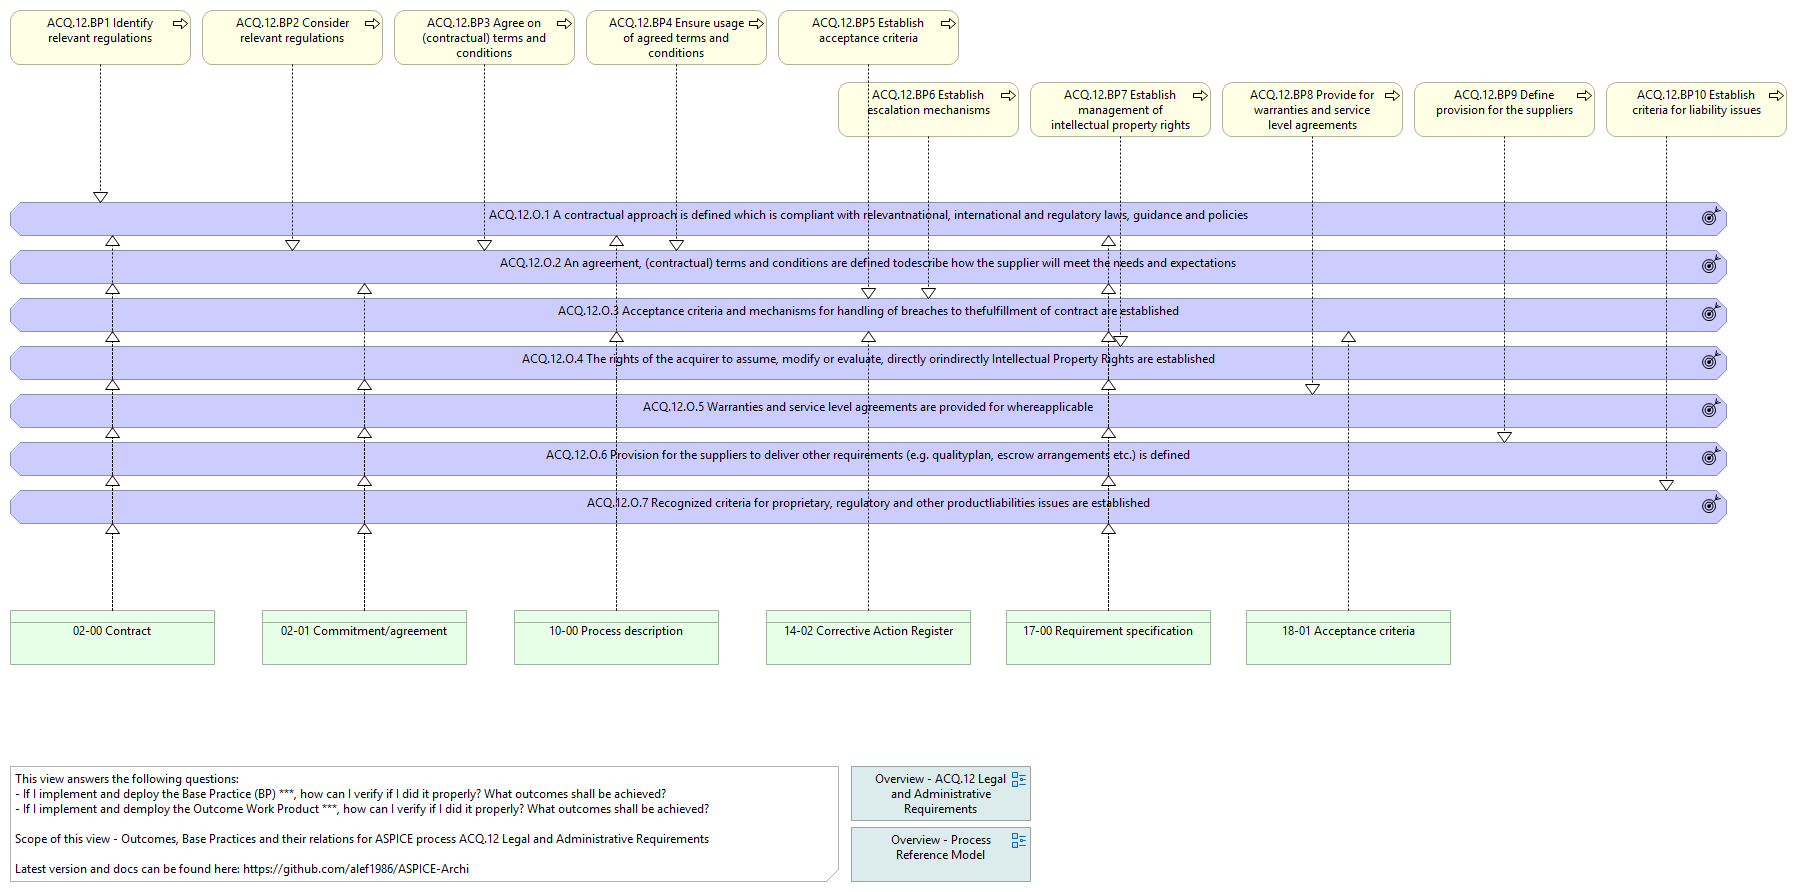 ACQ.12.BP1 Identify
relevant regulations
ACQ.12.BP2 Consider
relevant regulations
ACQ.12.BP3 Agree on
(contractual) terms and
conditions
ACQ.12.BP4 Ensure usage
of agreed terms and
conditions
ACQ.12.BP5 Establish
acceptance criteria
ACQ.12.BP6 Establish
escalation mechanisms
ACQ.12.BP7 Establish
management of
intellectual property rights
ACQ.12.BP8 Provide for
warranties and service
level agreements
ACQ.12.BP9 Define
provision for the suppliers
ACQ.12.BP10 Establish
criteria for liability issues
ACQ.12.O.1 A contractual approach is defined which is compliant with relevantnational, international and regulatory laws, guidance and policies
ACQ.12.O.2 An agreement, (contractual) terms and conditions are defined todescribe how the supplier will meet the needs and expectations
ACQ.12.O.3 Acceptance criteria and mechanisms for handling of breaches to thefulfillment of contract are established
ACQ.12.O.4 The rights of the acquirer to assume, modify or evaluate, directly orindirectly Intellectual Property Rights are established
ACQ.12.O.5 Warranties and service level agreements are provided for whereapplicable
ACQ.12.O.6 Provision for the suppliers to deliver other requirements (e.g. qualityplan, escrow arrangements etc.) is defined
ACQ.12.O.7 Recognized criteria for proprietary, regulatory and other productliabilities issues are established
02-00 Contract
02-01 Commitment/agreement
10-00 Process description
14-02 Corrective Action Register
17-00 Requirement specification
18-01 Acceptance criteria
This view answers the following questions:
- If I implement and deploy the Base Practice (BP) ***, how can I verify if I did it properly? What outcomes shall be achieved?
- If I implement and demploy the Outcome Work Product ***, how can I verify if I did it properly? What outcomes shall be achieved?
Scope of this view - Outcomes, Base Practices and their relations for ASPICE process ACQ.12 Legal and Administrative Requirements
Latest version and docs can be found here: https://github.com/alef1986/ASPICE-Archi
Overview - ACQ.12 Legal
and Administrative
Requirements
Overview - Process
Reference Model